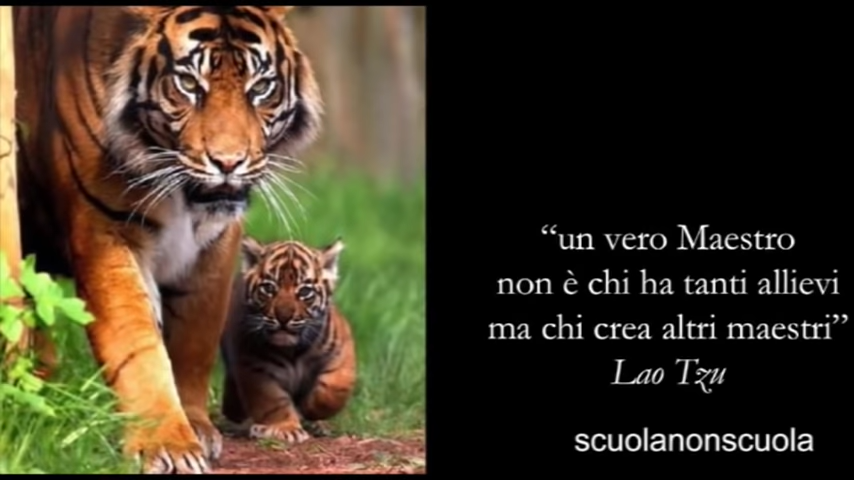 “un vero Maestro
non è chi ha tanti allievi
ma chi crea altri maestri”
Lao Tzu
scuolanonscuola